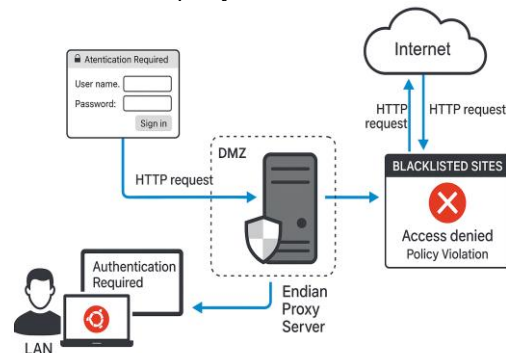 Atentication Required
User name.
Password:
Sign in
HTTP request
DMZ
Internet
HTTP
request
HTTP request
BLACKLISTED SITES
Access denied
Policy Violation
Authentication
Required
Endian
Proxy
Server
LAN